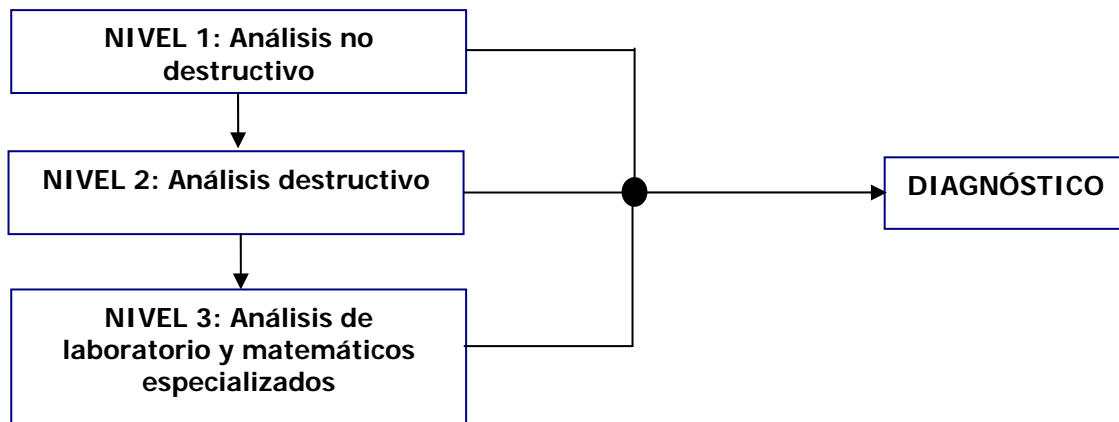 NIVEL 1: Análisis no
destructivo
NIVEL 2: Análisis destructivo
DIAGNÓSTICO
NIVEL 3: Análisis de
laboratorio y matemáticos
especializados